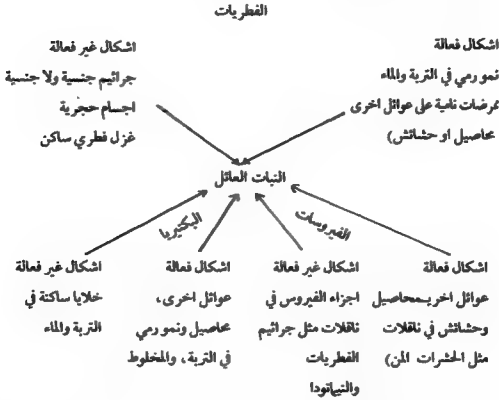 الفطريات
اشكال فعالة
نمو رمي في التربة والماء
ممرضات نامية على عوائل اخرى
محاصيل او حشائش)
اشكال غير فعالة
جراثيم جنسية ولا جنسية
اجسام حجرية
غزل فطري ساكن
النبات العائل
الفيروسات
البكتيريا
اشكال فعالة
عوائل اخرى محاصيل
وحشائش في ناقلات
مثل الحشرات المن)
اشكال غير فعالة
اجزاء الفيروس في
ناقلات مثل جراثيم
الفطريات
والنيماتودا
اشكال فعالة
عوائل اخرى،
محاصيل ونمو رمي
في التربة، والمخلوط
اشكال غير فعالة
خلايا ساكنة في
التربة والماء